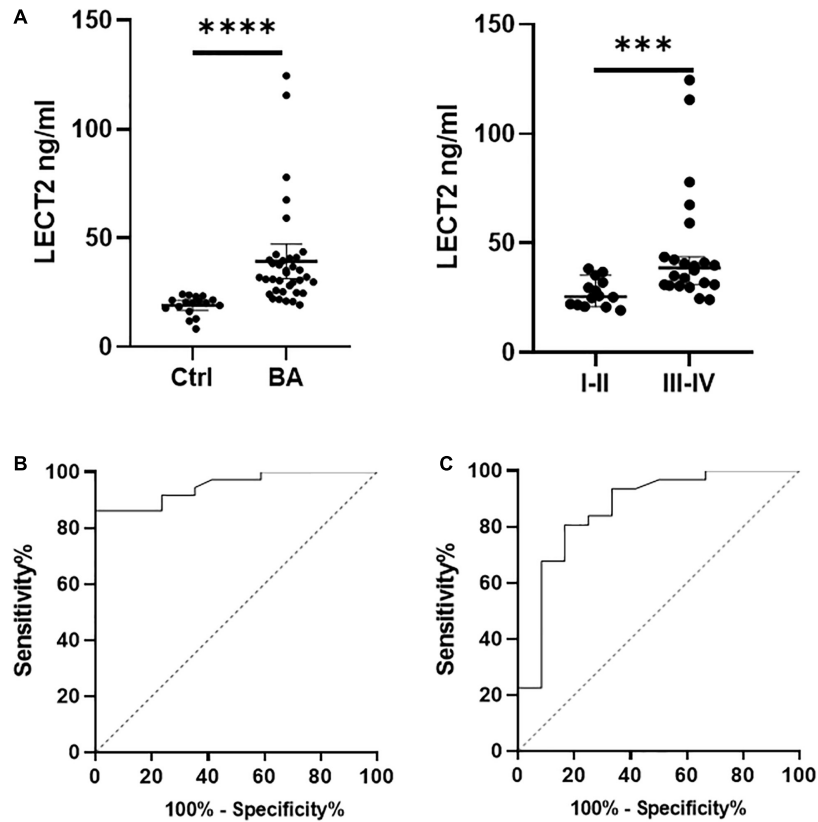 A
150
100
50
0
LECT2 ng/ml
****
Ctrl
BA
150
100
50
0
LECT2 ng/ml
***
I-II
III-IV
B
100
80
60
40
20
0
Sensitivity%
0 20 40 60 80 100
100% - Specificity%
C
100
80
60
40
20
0
Sensitivity%
0 20 40 60 80 100
100% - Specificity%